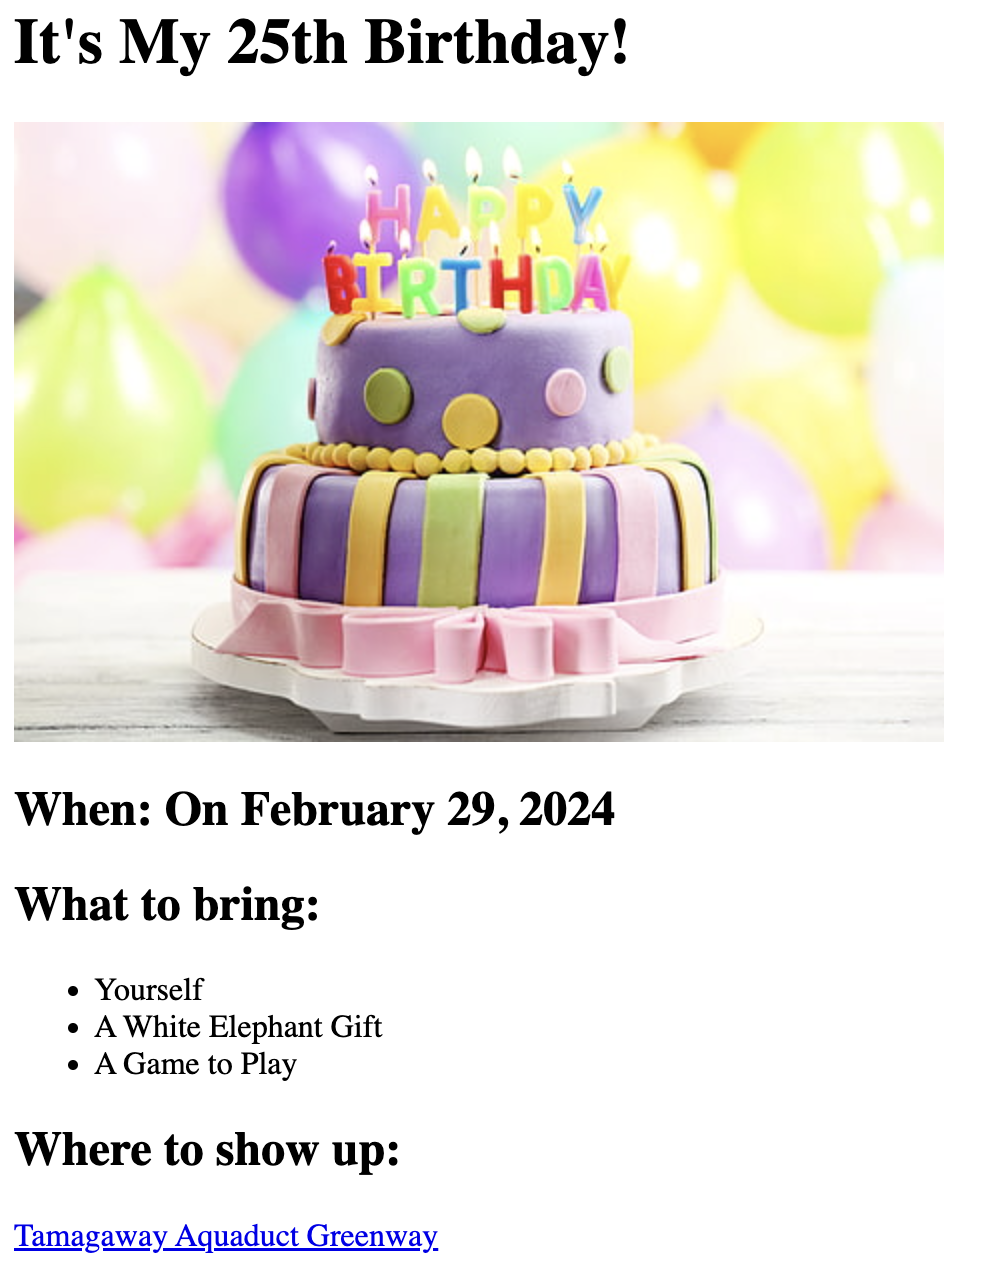 It's My 25th Birthday!
HAPPY
BIRTHDAY
When: On February 29, 2024
What to bring:
• Yourself
• A White Elephant Gift
• A Game to Play
Where to show up:
Tamagaway Aquaduct Greenway